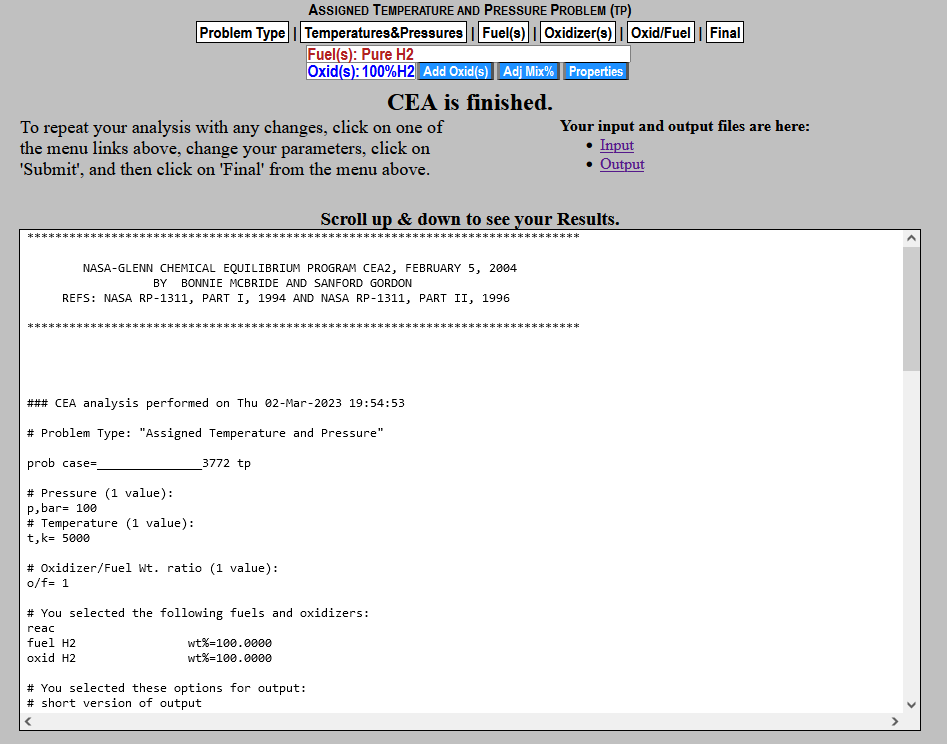 ASSIGNED TEMPERATURE AND PRESSURE PROBLEM (TP)
Problem Type | Temperatures&Pressures | Fuel(s) | Oxidizer(s) | Oxid/Fuel | Final
Fuel(s): Pure H2
Oxid(s): 100%H2 Add Oxid(s) Adj Mix% Properties
CEA is finished.
To repeat your analysis with any changes, click on one of
the menu links above, change your parameters, click on
'Submit', and then click on 'Final' from the menu above.
Your input and output files are here:
• Input
• Output
Scroll up & down to see your Results.
*******************************************************************************
NASA-GLENN CHEMICAL EQUILIBRIUM PROGRAM CEA2, FEBRUARY 5, 2004
BY  BONNIE MCBRIDE AND SANFORD GORDON
REFS: NASA RP-1311, PART I, 1994 AND NASA RP-1311, PART II, 1996
*******************************************************************************
### CEA analysis performed on Thu 02-Mar-2023 19:54:53
# Problem Type: "Assigned Temperature and Pressure"
prob case=_______________3772 tp
# Pressure (1 value):
p,bar= 100
# Temperature (1 value):
t,k= 5000
# Oxidizer/Fuel Wt. ratio (1 value):
o/f= 1
# You selected the following fuels and oxidizers:
reac
fuel H2                wt%=100.0000
oxid H2                wt%=100.0000
# You selected these options for output:
# short version of output